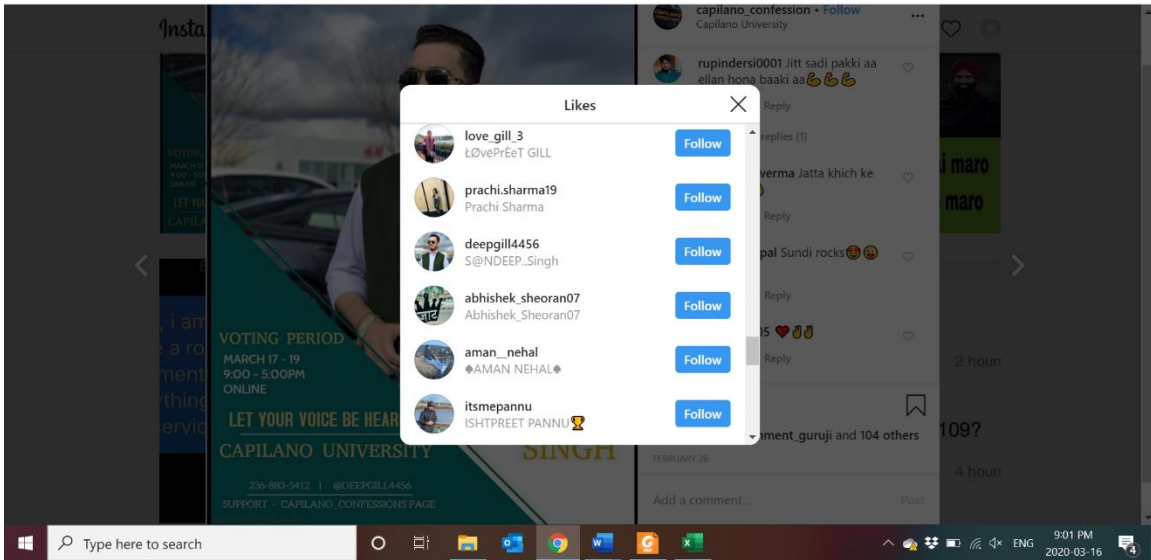 Insta
capilano_confession • Follow
Capilano University
rupindersi0001 Jitt sadi pakki aa
ellan hona baaki aa💪💪💪
Reply
replies (1)
verma Jatta khich ke
Reply
pal Sundi rocks
Reply
Reply
Likes
love_gill_3
ŁØvePrËeT GILL
Follow
prachi.sharma19
Prachi Sharma
Follow
deepgill4456
S@NDEEP..Singh
Follow
abhishek_sheoran07
Abhishek_Sheoran07
Follow
aman__nehal
♠AMAN NEHAL♠
Follow
itsmepannu
ISHTPREET PANNU🏆
Follow
and 104 others
FEBRUARY 26
Add a comment...
Post
VOTING PERIOD
MARCH 17 - 19
9:00 - 5:00PM
ONLINE
LET YOUR VOICE BE HEAR
CAPILANO UNIVERSITY
SINGH
236-883-5412 | @DEEPGILL4456
SUPPORT - CAPILANO_CONFESSIONS PAGE
maro
maro
2 hour
109?
4 hour
Type here to search
ENG
9:01 PM
2020-03-16